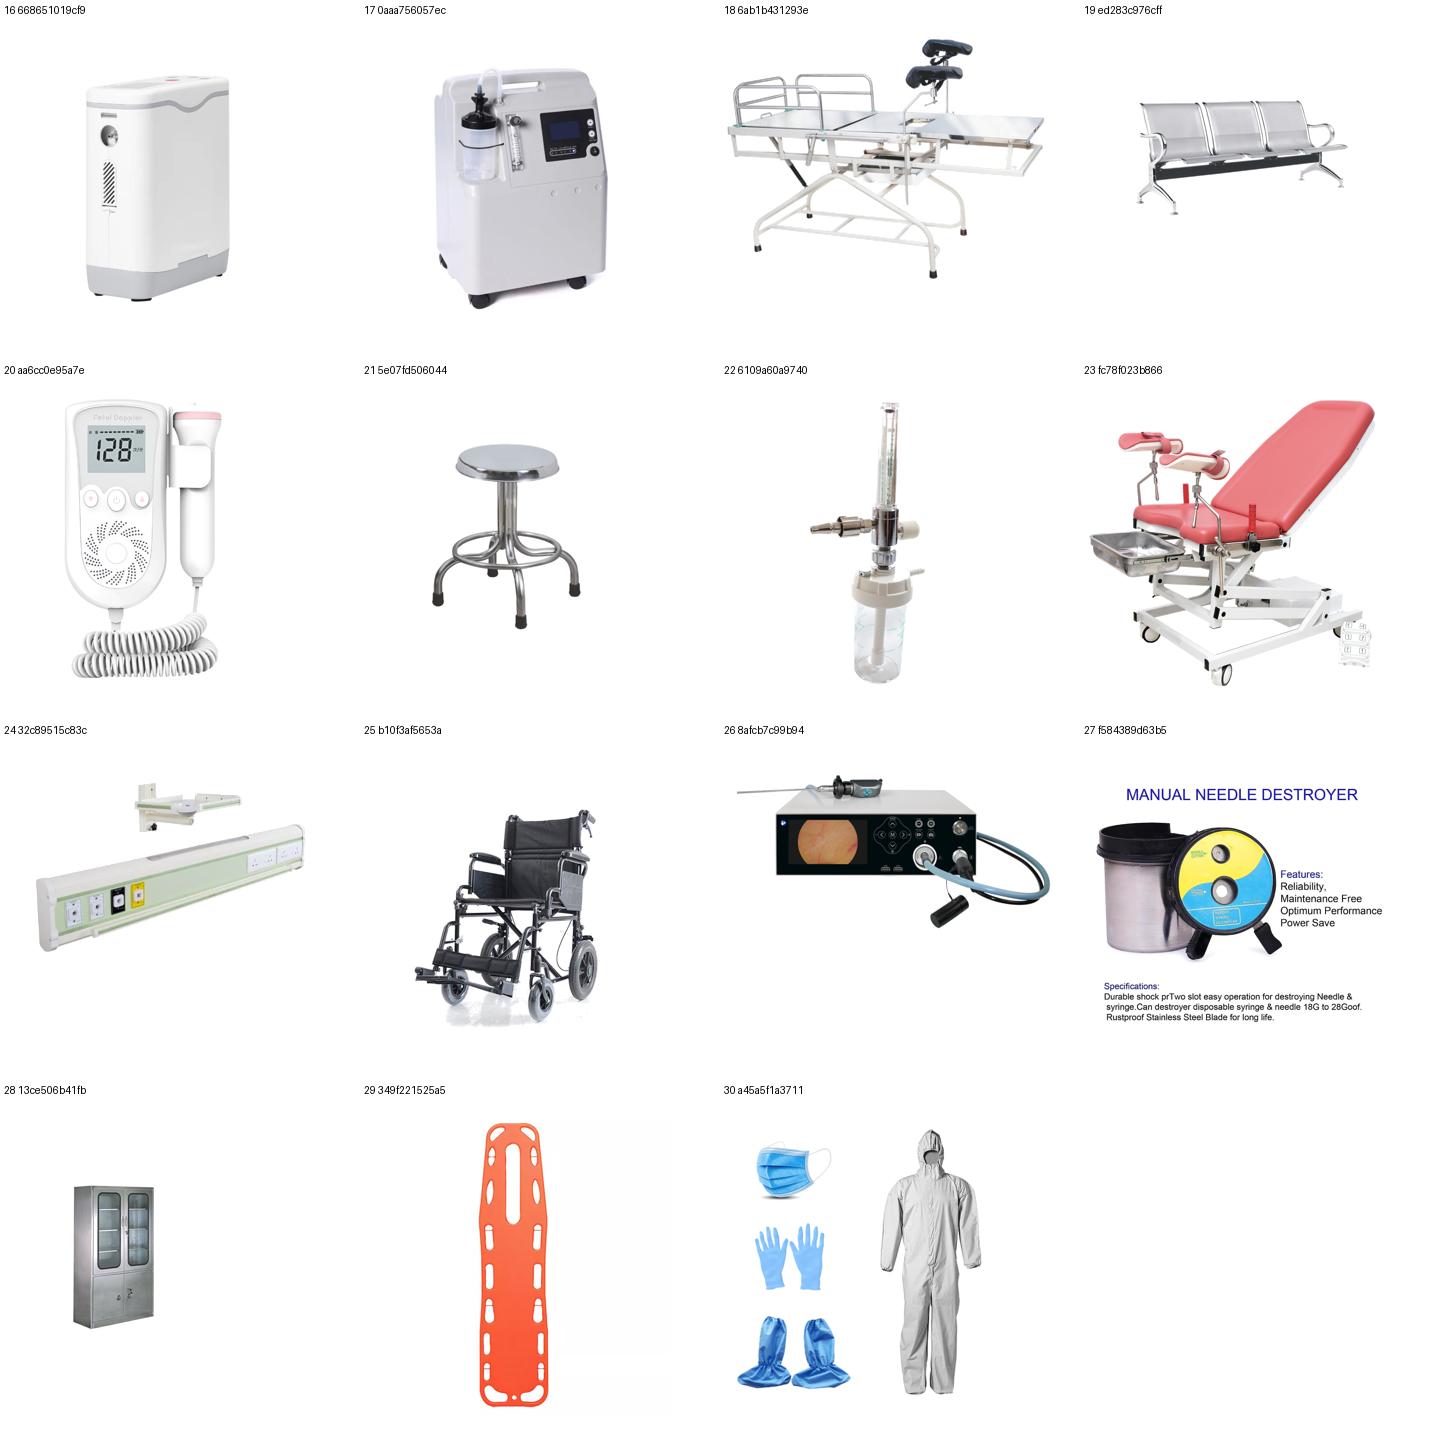 16 668651019cf9
17 0aaa756057ec
18 6ab1b431293e
19 ed283c976cff
20 aa6cc0e95a7e
Fetal Doppler
128
21 5e07fd506044
22 6109a60a9740
23 fc78f023b866
24 32c89515c83c
25 b10f3af5653a
26 8afcb7c99b94
27 f584389d63b5
MANUAL NEEDLE DESTROYER
Features:
Reliability,
Maintenance Free
Optimum Performance
Power Save
Specifications:
Durable shock prTwo slot easy operation for destroying Needle &
syringe.Can destroyer disposable syringe & needle 18G to 28Goof.
Rustproof Stainless Steel Blade for long life.
28 13ce506b41fb
29 349f221525a5
30 a45a5f1a3711